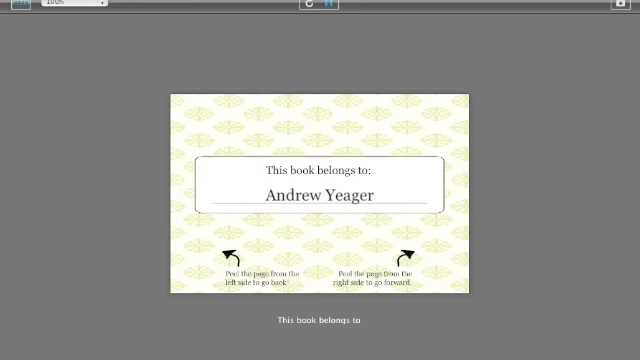 100%
This book belongs to:
Andrew Yeager
Peel the page from the
left side to go back
Peel the page from the
right side to go forward.
This book belongs to